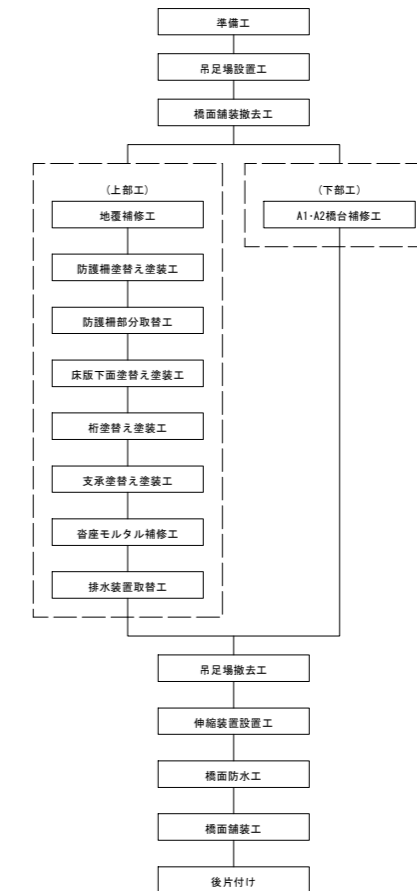 準備工
吊足場設置工
橋面舗装撤去工
(上部工)
地覆補修工
防護柵塗替え塗装工
防護柵部分取替工
床版下面塗替え塗装工
桁塗替え塗装工
支承塗替え塗装工
沓座モルタル補修工
排水装置取替工
(下部工)
A1・A2橋台補修工
吊足場撤去工
伸縮装置設置工
橋面防水工
橋面舗装工
後片付け